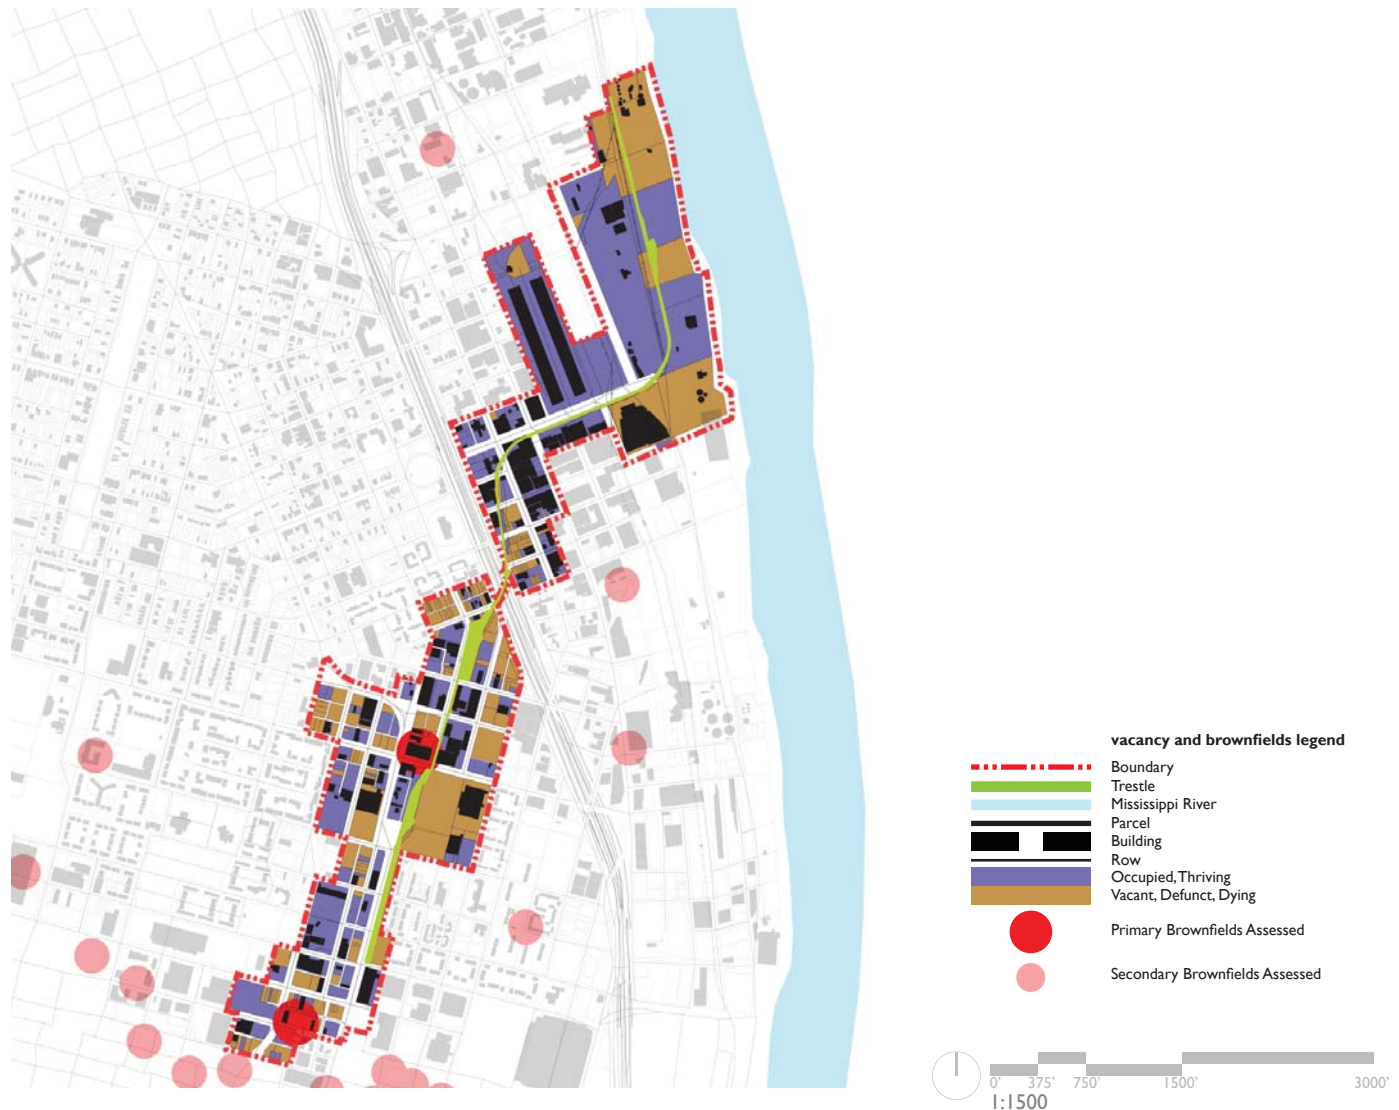 vacancy and brownfields legend
Boundary
Trestle
Mississippi River
Parcel
Building
Row
Occupied, Thriving
Vacant, Defunct, Dying
Primary Brownfields Assessed
Secondary Brownfields Assessed
0' 375' 750' 1500' 3000'
1:1500